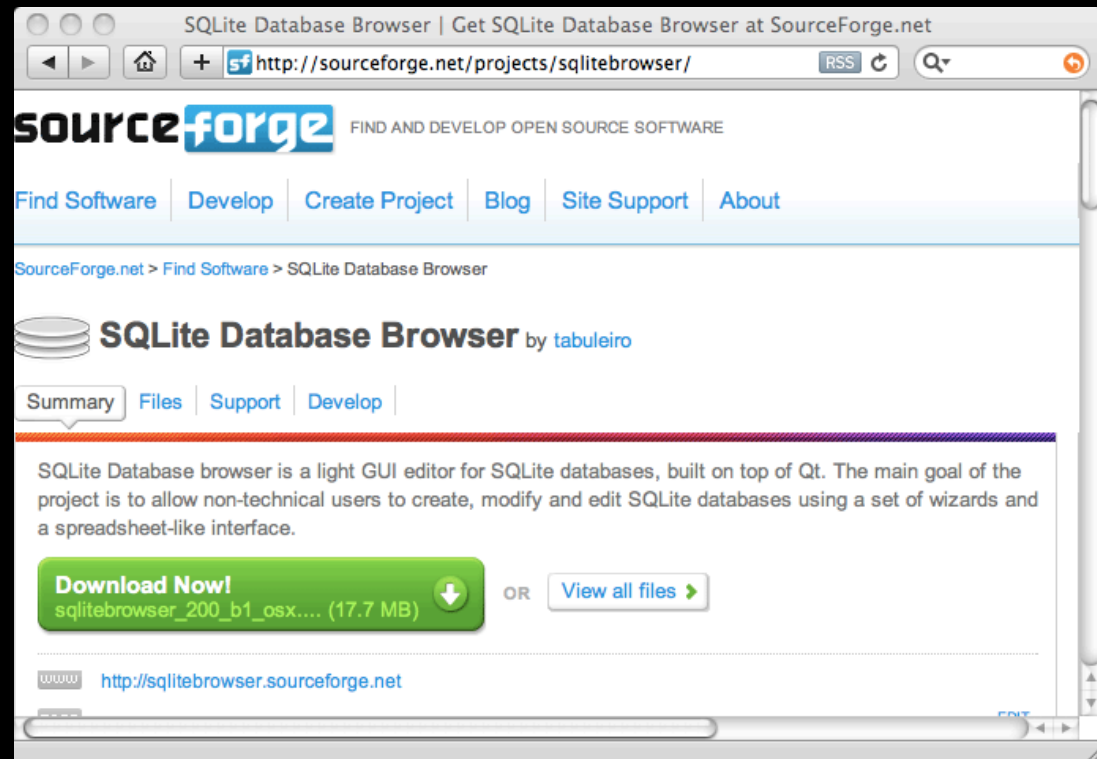 SQLite Database Browser | Get SQLite Database Browser at SourceForge.net
+ sf http://sourceforge.net/projects/sqlitebrowser/ RSS
sourceforge FIND AND DEVELOP OPEN SOURCE SOFTWARE
Find Software Develop Create Project Blog Site Support About
SourceForge.net > Find Software > SQLite Database Browser
SQLite Database Browser by tabuleiro
Summary Files Support Develop
SQLite Database browser is a light GUI editor for SQLite databases, built on top of Qt. The main goal of the
project is to allow non-technical users to create, modify and edit SQLite databases using a set of wizards and
a spreadsheet-like interface.
Download Now!
sqlitebrowser_200_b1_osx.... (17.7 MB)
OR View all files
www http://sqlitebrowser.sourceforge.net